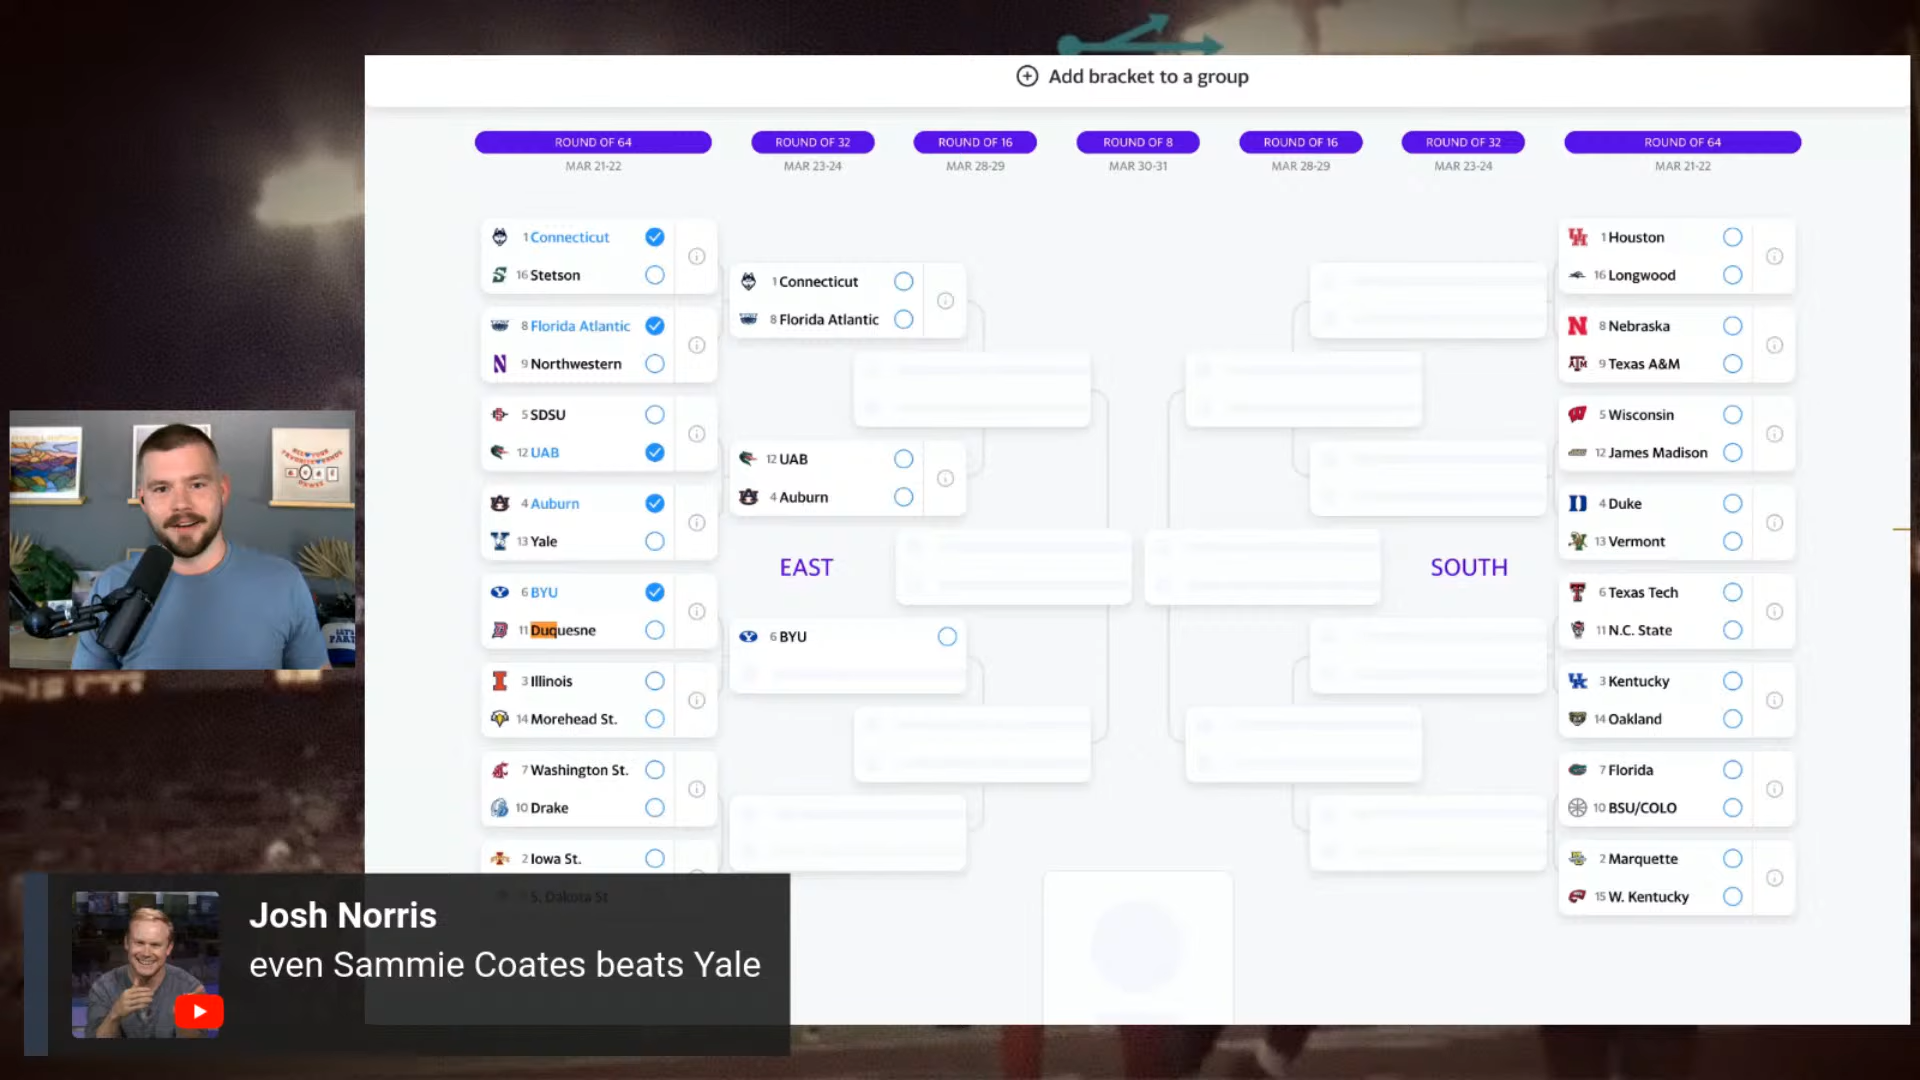 Add bracket to a group
ROUND OF 64
ROUND OF 32
ROUND OF 16
ROUND OF 8
ROUND OF 16
ROUND OF 32
ROUND OF 64
MAR 21-22
MAR 23-24
MAR 28-29
MAR 30-31
MAR 28-29
MAR 23-24
MAR 21-22
1 Connecticut
16 Stetson
8 Florida Atlantic
9 Northwestern
5 SDSU
12 UAB
4 Auburn
13 Yale
6 BYU
11 Duquesne
3 Illinois
14 Morehead St.
7 Washington St.
10 Drake
2 Iowa St.
S. Dakota St
1 Connecticut
8 Florida Atlantic
12 UAB
4 Auburn
EAST
6 BYU
SOUTH
1 Houston
16 Longwood
8 Nebraska
9 Texas A&M
5 Wisconsin
12 James Madison
4 Duke
13 Vermont
6 Texas Tech
11 N.C. State
3 Kentucky
14 Oakland
7 Florida
10 BSU/COLO
2 Marquette
15 W. Kentucky
Josh Norris
even Sammie Coates beats Yale